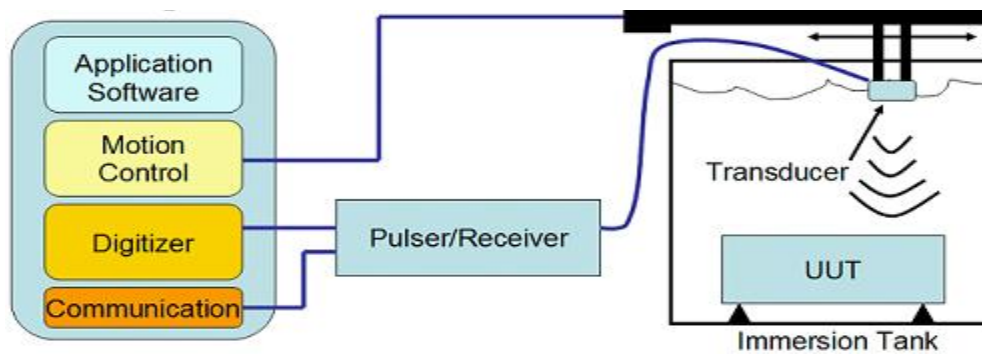 Application
Software
Motion
Control
Digitizer
Communication
Pulser/Receiver
Transducer
UUT
Immersion Tank